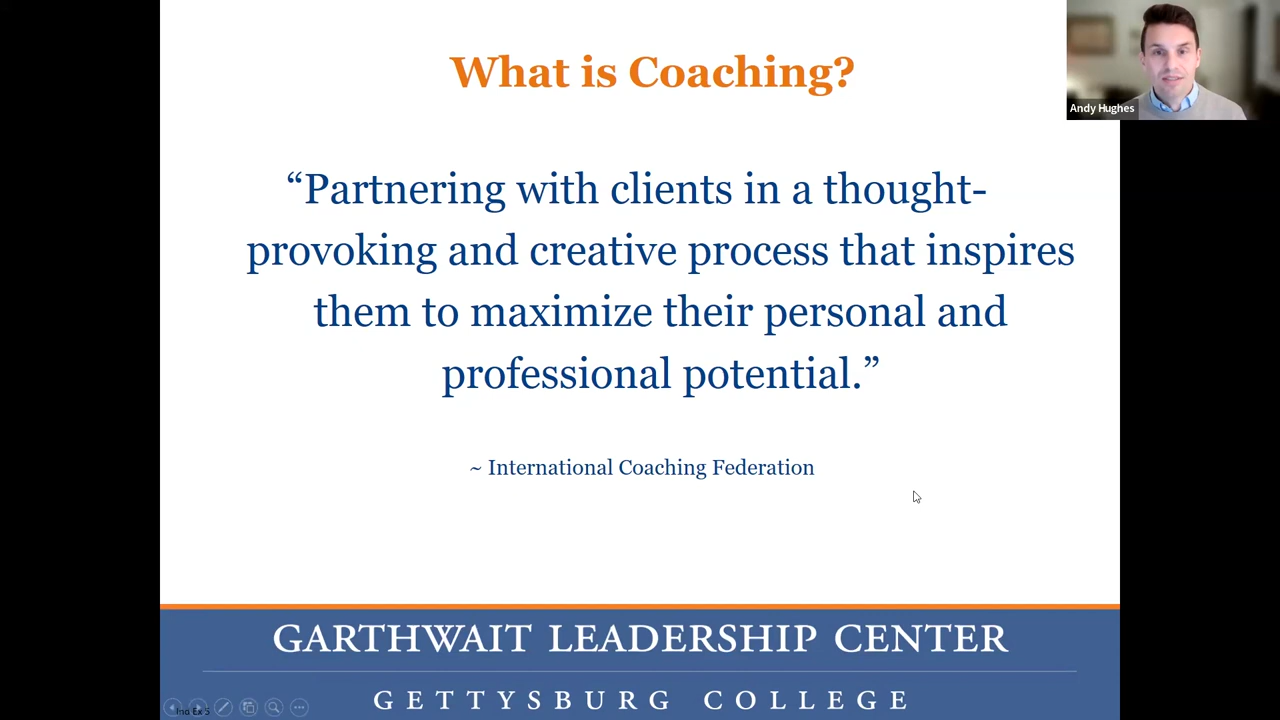 What is Coaching?
Andy Hughes
“Partnering with clients in a thought-
provoking and creative process that inspires
them to maximize their personal and
professional potential.”
~ International Coaching Federation
GARTHWAIT LEADERSHIP CENTER
GETTYSBURG COLLEGE